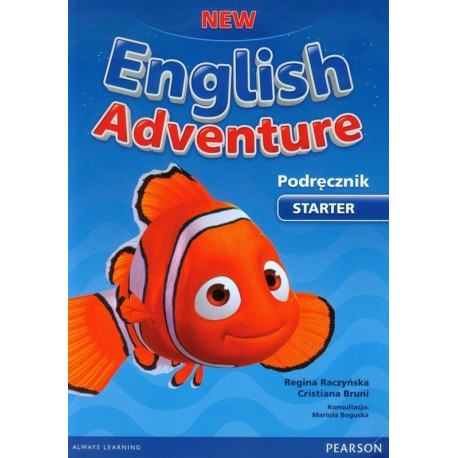 NEW
English
Adventure
Podręcznik
STARTER
Regina Raczyńska
Cristiana Bruni
Konsultacja:
Mariola Bogucka
ALWAYS LEARNING
PEARSON